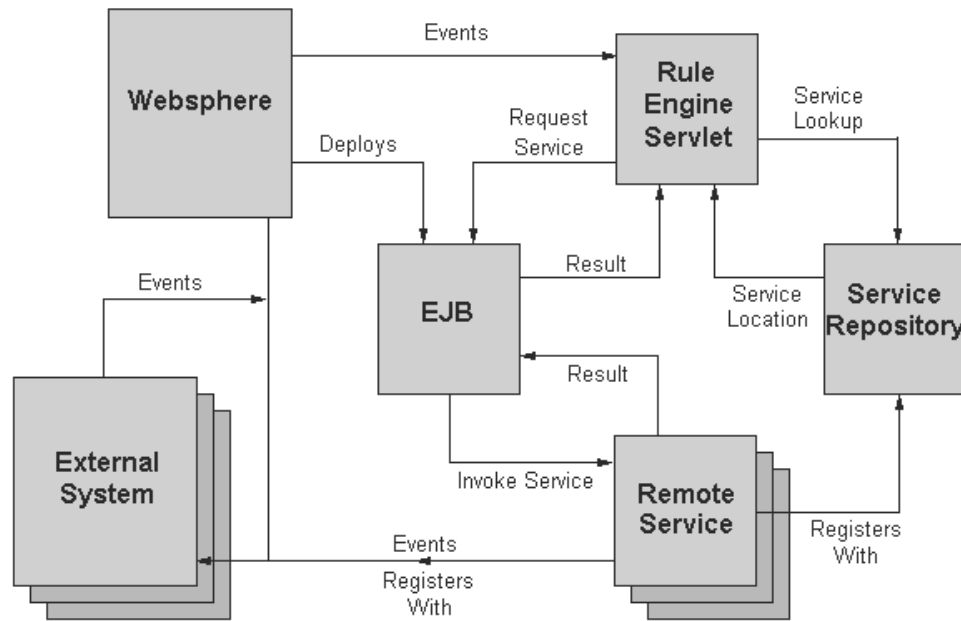 Events
Websphere
Rule
Engine
Servlet
Service
Lookup
Request
Service
Deploys
Events
Result
EJB
Service
Location
Service
Repository
Result
External
System
Invoke Service
Remote
Service
Registers
With
Events
Registers
With